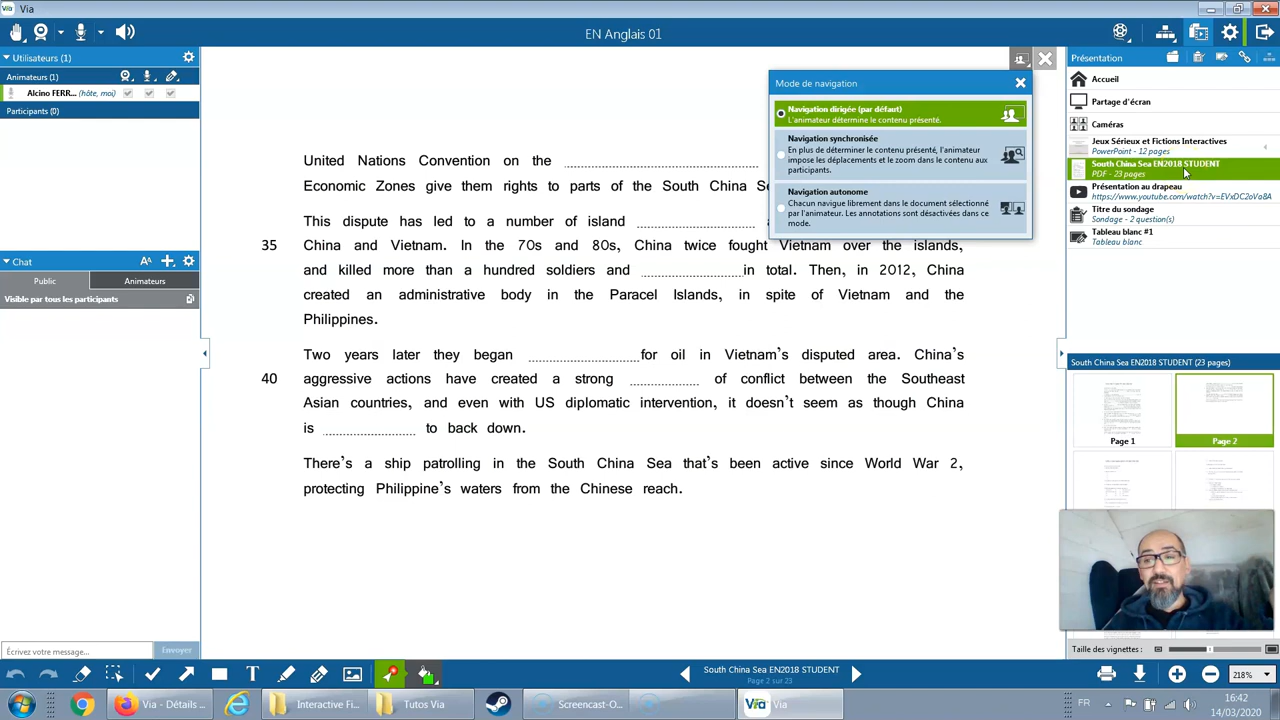 Via
EN Anglais 01
Utilisateurs (1)
Animateurs (1)
Alcino FERR... (hôte, moi)
Participants (0)
Chat
AA
Public
Animateurs
Visible par tous les participants
Écrivez votre message...
Envoyer
United Nations Convention on the
Economic Zones give them rights to parts of the South China Se
This dispute has led to a number of island
35 China and Vietnam. In the 70s and 80s, China twice fought Vietnam over the islands,
and killed more than a hundred soldiers and in total. Then, in 2012, China
created an administrative body in the Paracel Islands, in spite of Vietnam and the
Philippines.
Two years later they began for oil in Vietnam's disputed area. China's
40 aggressive actions have created a strong of conflict between the Southeast
Asian countries, and even with US diplomatic intervention, it doesn't seem as though China
is to back down.
There's a ship patrolling in the South China Sea that's been active since World War 2,
protecting Philippine's waters from the Chinese reach.
Mode de navigation
Navigation dirigée (par défaut)
L'animateur détermine le contenu présenté.
Navigation synchronisée
En plus de déterminer le contenu présenté, l'animateur
impose les déplacements et le zoom dans le contenu aux
participants.
Navigation autonome
Chacun navigue librement dans le document sélectionné
par l'animateur. Les annotations sont désactivées dans ce
mode.
Présentation
Accueil
Partage d'écran
Caméras
Jeux Sérieux et Fictions Interactives
PowerPoint - 12 pages
South China Sea EN2018 STUDENT
PDF - 23 pages
Présentation au drapeau
https://www.youtube.com/watch?v=EVxDC2oVo8A
Titre du sondage
Sondage - 2 question(s)
Tableau blanc #1
Tableau blanc
South China Sea EN2018 STUDENT (23 pages)
Page 1
Page 2
Taille des vignettes :
T
South China Sea EN2018 STUDENT
Page 2 sur 23
218%
Via - Détails ...
Interactive Fi...
Tutos Via
Screencast-O...
Via
FR
16:42
14/03/2020